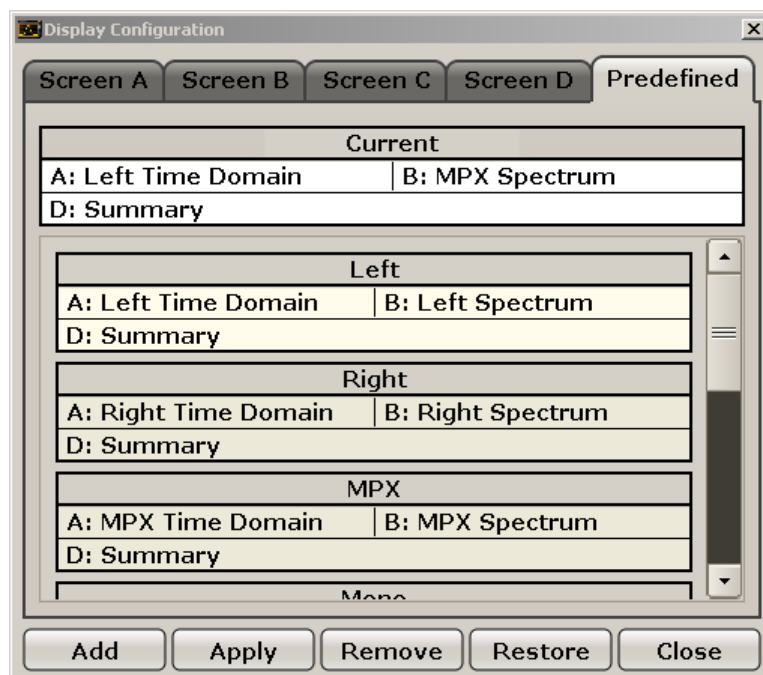 Display Configuration
Screen A Screen B Screen C Screen D Predefined
Current
A: Left Time Domain B: MPX Spectrum
D: Summary
Left
A: Left Time Domain B: Left Spectrum
D: Summary
Right
A: Right Time Domain B: Right Spectrum
D: Summary
MPX
A: MPX Time Domain B: MPX Spectrum
D: Summary
Mono
Add Apply Remove Restore Close